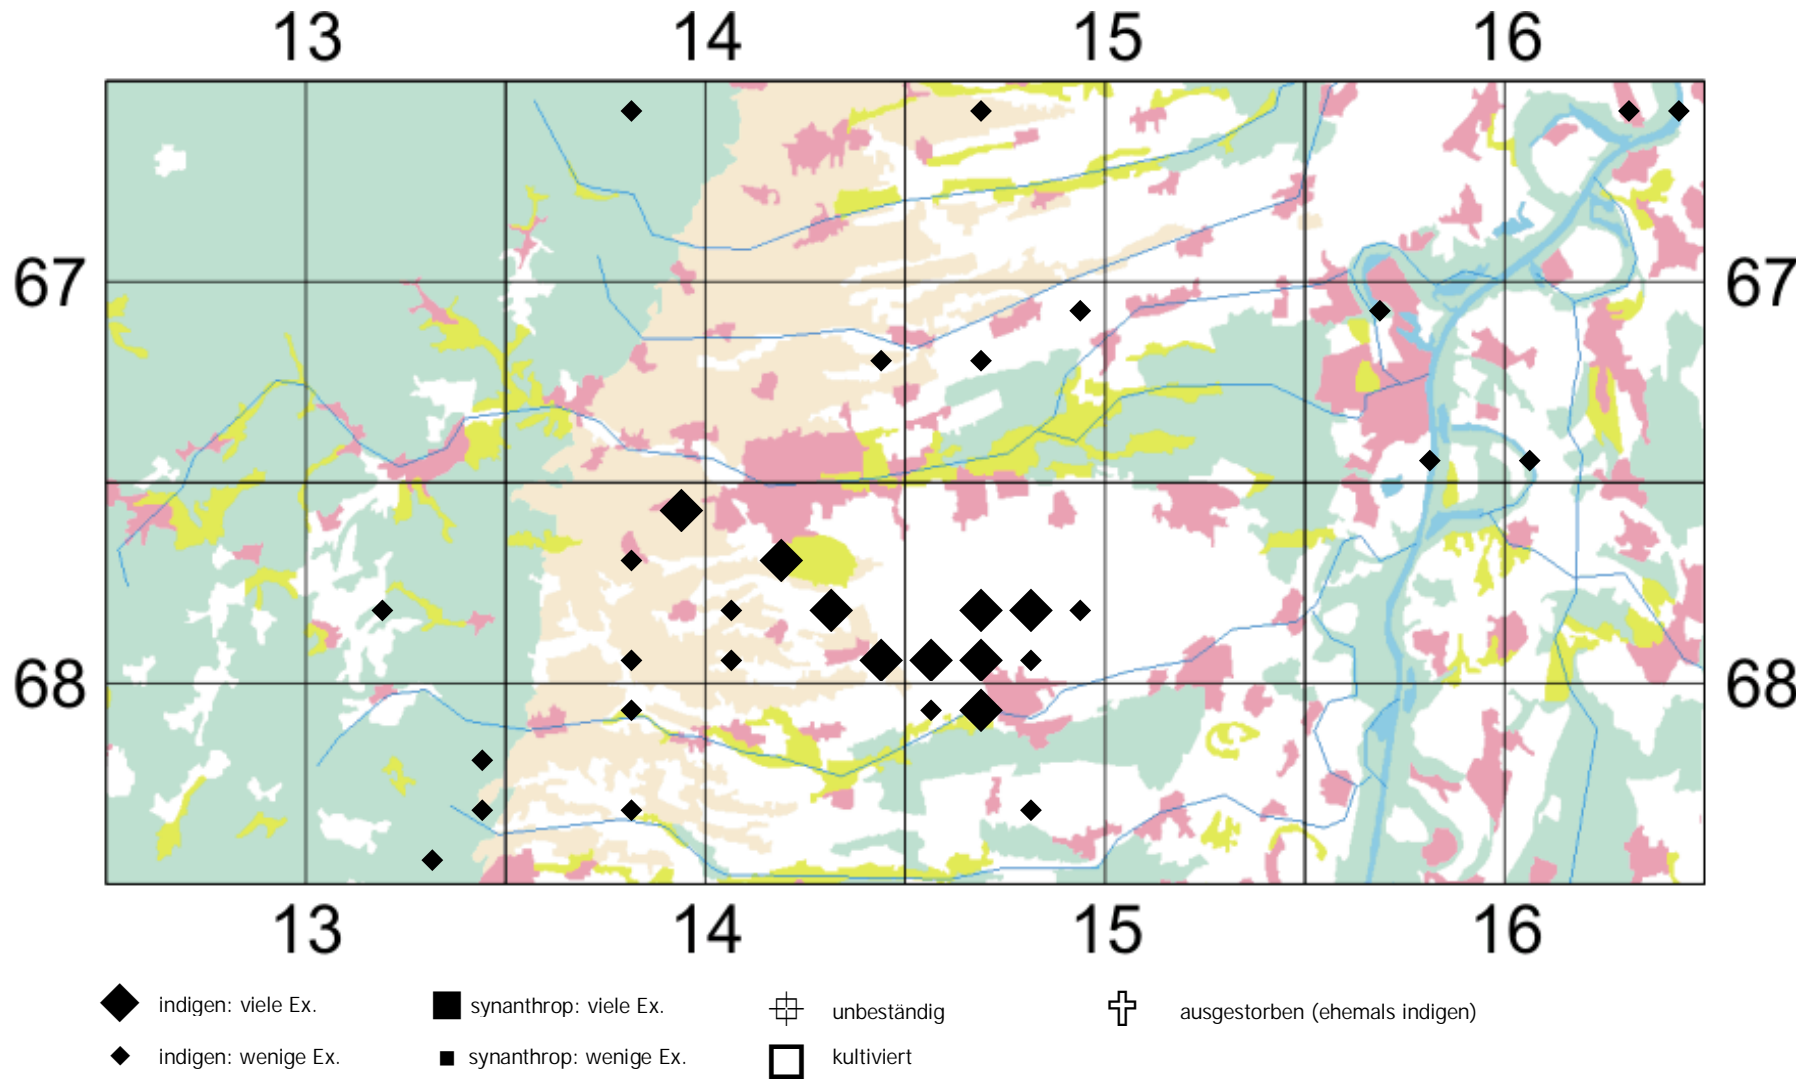 13 14 15 16
67 67
68 68
13 14 15 16
indigen: viele Ex. synanthrop: viele Ex. unbeständig ausgestorben (ehemals indigen)
indigen: wenige Ex. synanthrop: wenige Ex. kultiviert